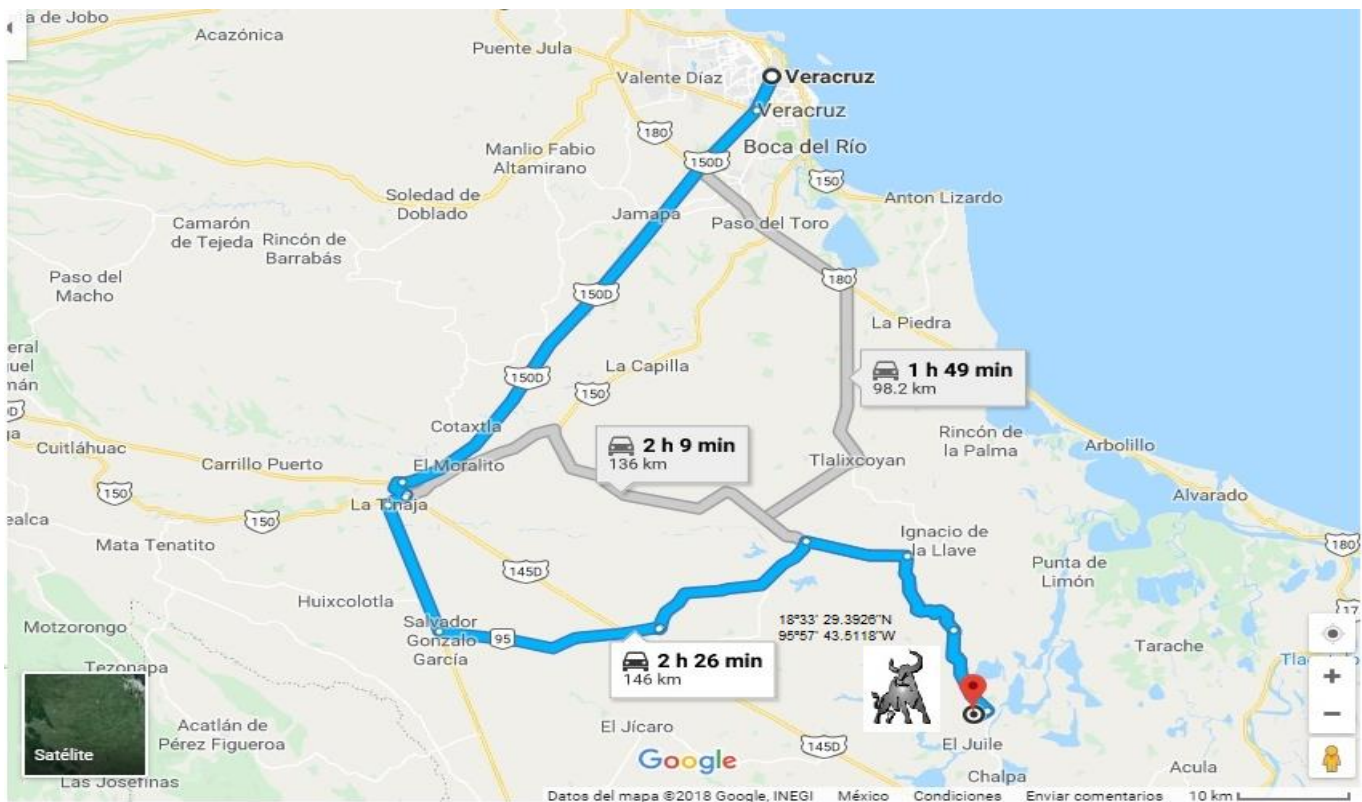 a de Jobo
Acazónica
Puente Jula
Valente Díaz
Veracruz
Veracruz
180
Boca del Río
Manlio Fabio
Altamirano
150D
150
Soledad de
Doblado
Anton Lizardo
Jamapa
Paso del Toro
Camarón
de Tejeda
Rincón de
Barrabás
Paso del
Macho
150D
180
La Piedra
eral
uel
mán
La Capilla
1 h 49 min
98.2 km
150D
150
Cotaxtla
2 h 9 min
136 km
Rincón de
la Palma
Arbolillo
Cuitláhuac
Carrillo Puerto
El Moralito
Tlalixcoyan
150
La Tinaja
Alvarado
150
ealca
Mata Tenatito
Ignacio de
la Llave
180
145D
Punta de
Limón
Huixcolotla
Salvador
Gonzalo
García
95
18°33' 29.3926"N
95°57' 43.5118"W
Motzorongo
2 h 26 min
146 km
Tarache
Tezonapa
Acatlán de
Pérez Figueroa
El Jícaro
145D
El Juile
Satélite
Google
Chalpa
Acula
Las Josefinas
Datos del mapa ©2018 Google, INEGI México Condiciones Enviar comentarios 10 km